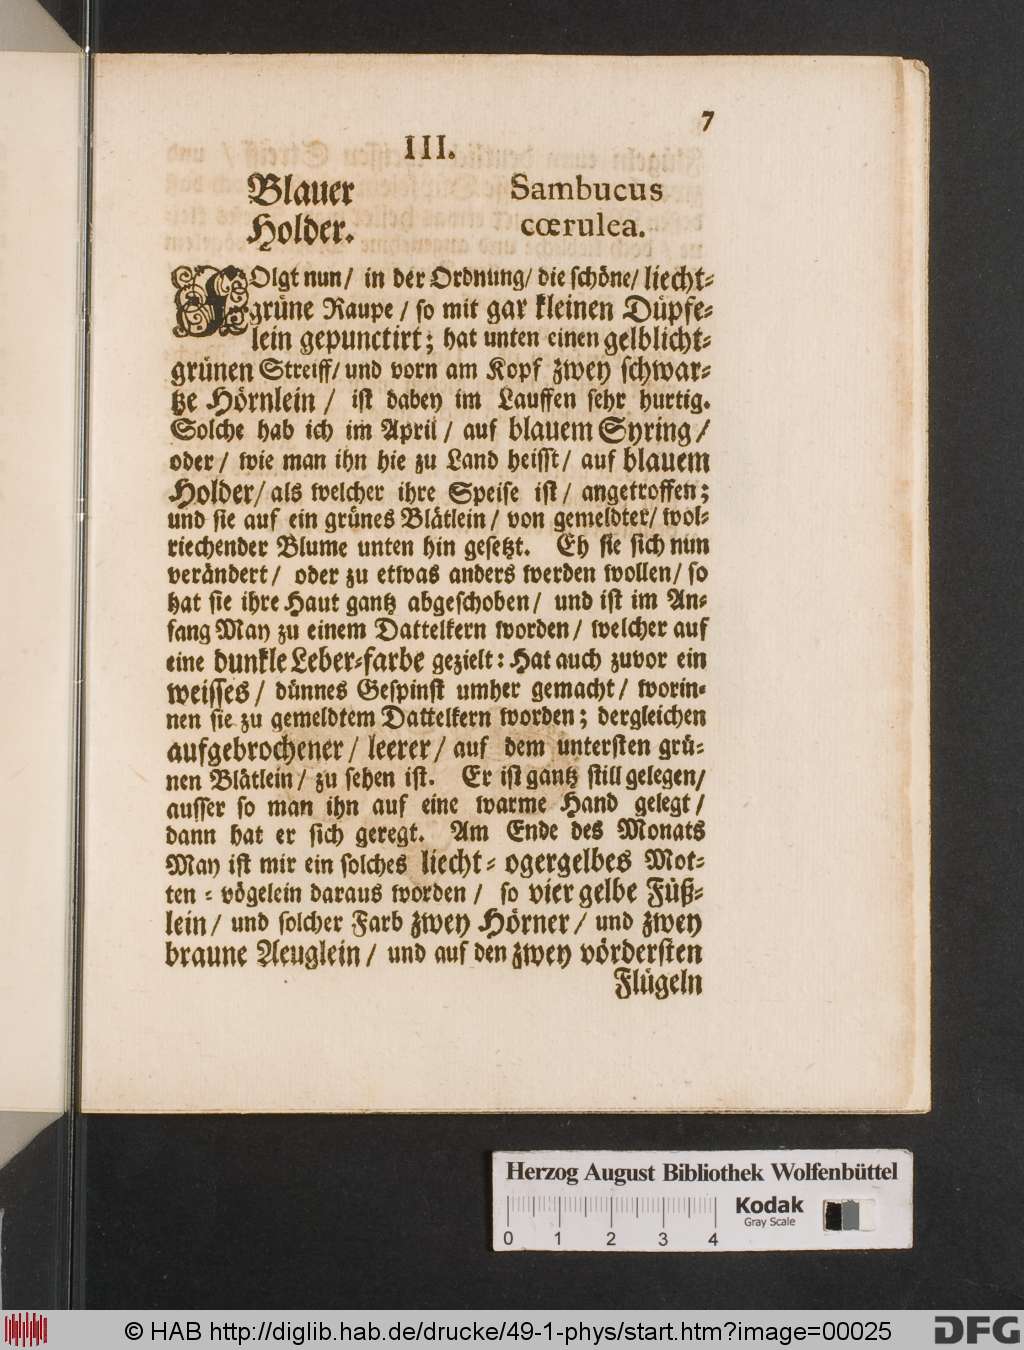 7
III.
Blauer Sambucus
Holder. cœrulea.
FOlgt nun/ in der Ordnung/ die schöne/ liecht-
grüne Raupe / so mit gar kleinen Düpfe-
lein gepunctirt; hat unten einen gelblicht-
grünen Streiff/ und vorn am Kopf zwey schwar-
tze Hörnlein / ist dabey im Lauffen sehr hurtig.
Solche hab ich im April / auf blauem Syring /
oder / wie man ihn hie zu Land heisst/ auf blauem
Holder/ als welcher ihre Speise ist / angetroffen;
und sie auf ein grünes Blätlein / von gemeldter/ wol-
riechender Blume unten hin gesetzt. Eh sie sich nun
verändert / oder zu etwas anders werden wollen/ so
hat sie ihre Haut gantz abgeschoben / und ist im An-
fang May zu einem Dattelkern worden/ welcher auf
eine dunkle Leber-farbe gezielt: Hat auch zuvor ein
weisses / dünnes Gespinst umher gemacht / worin-
nen sie zu gemeldtem Dattelkern worden; dergleichen
aufgebrochener / leerer / auf dem untersten grü-
nen Blätlein / zu sehen ist. Er ist gantz still gelegen/
ausser so man ihn auf eine warme Hand gelegt /
dann hat er sich geregt. Am Ende des Monats
May ist mir ein solches liecht- ogergelbes Mot-
ten - vögelein daraus worden / so vier gelbe Füß-
lein / und solcher Farb zwey Hörner / und zwey
braune Aeuglein / und auf den zwey vördersten
Flügeln
Herzog August Bibliothek Wolfenbüttel
Kodak
Gray Scale
0 1 2 3 4
© HAB http://diglib.hab.de/drucke/49-1-phys/start.htm?image=00025
DFG